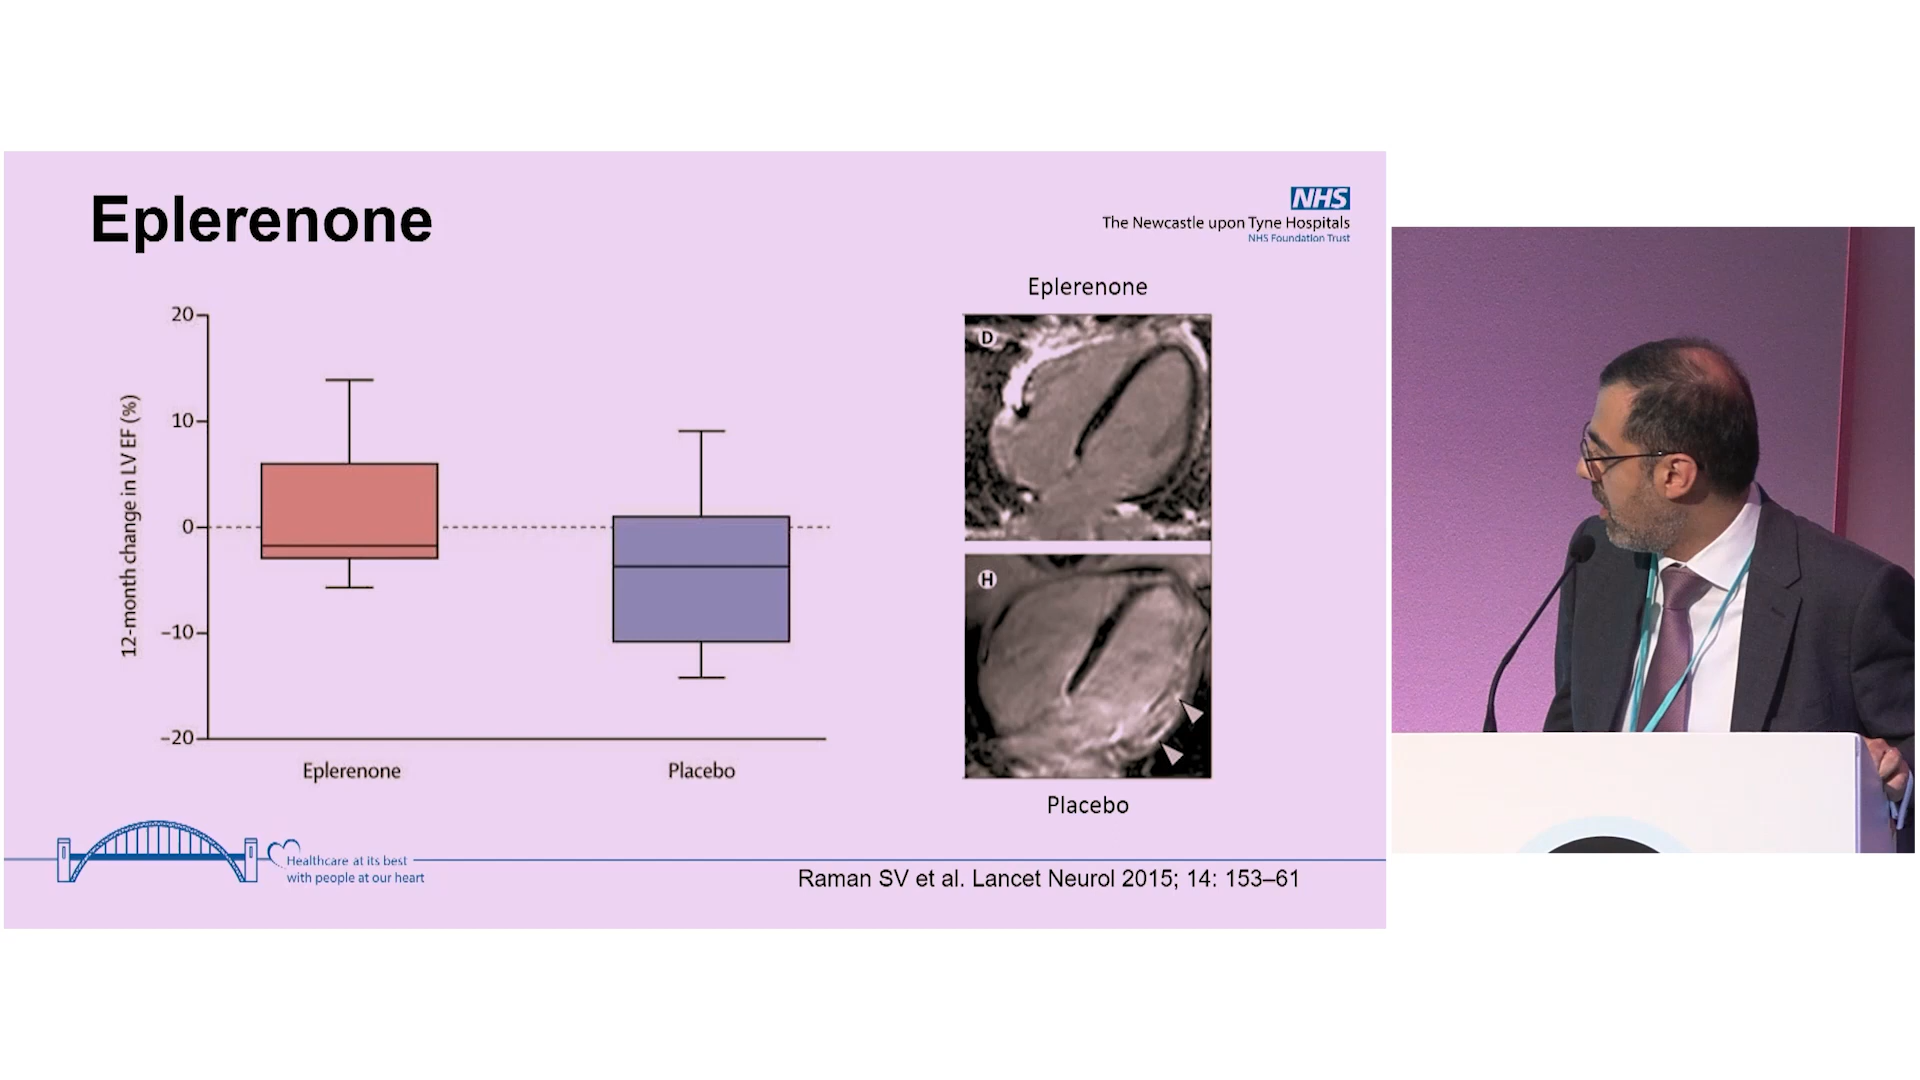 Eplerenone
NHS
The Newcastle upon Tyne Hospitals
NHS Foundation Trust
20
10
0
–10
–20
12-month change in LV EF (%)
Eplerenone
Placebo
Eplerenone
D
H
Placebo
Healthcare at its best
with people at our heart
Raman SV et al. Lancet Neurol 2015; 14: 153–61